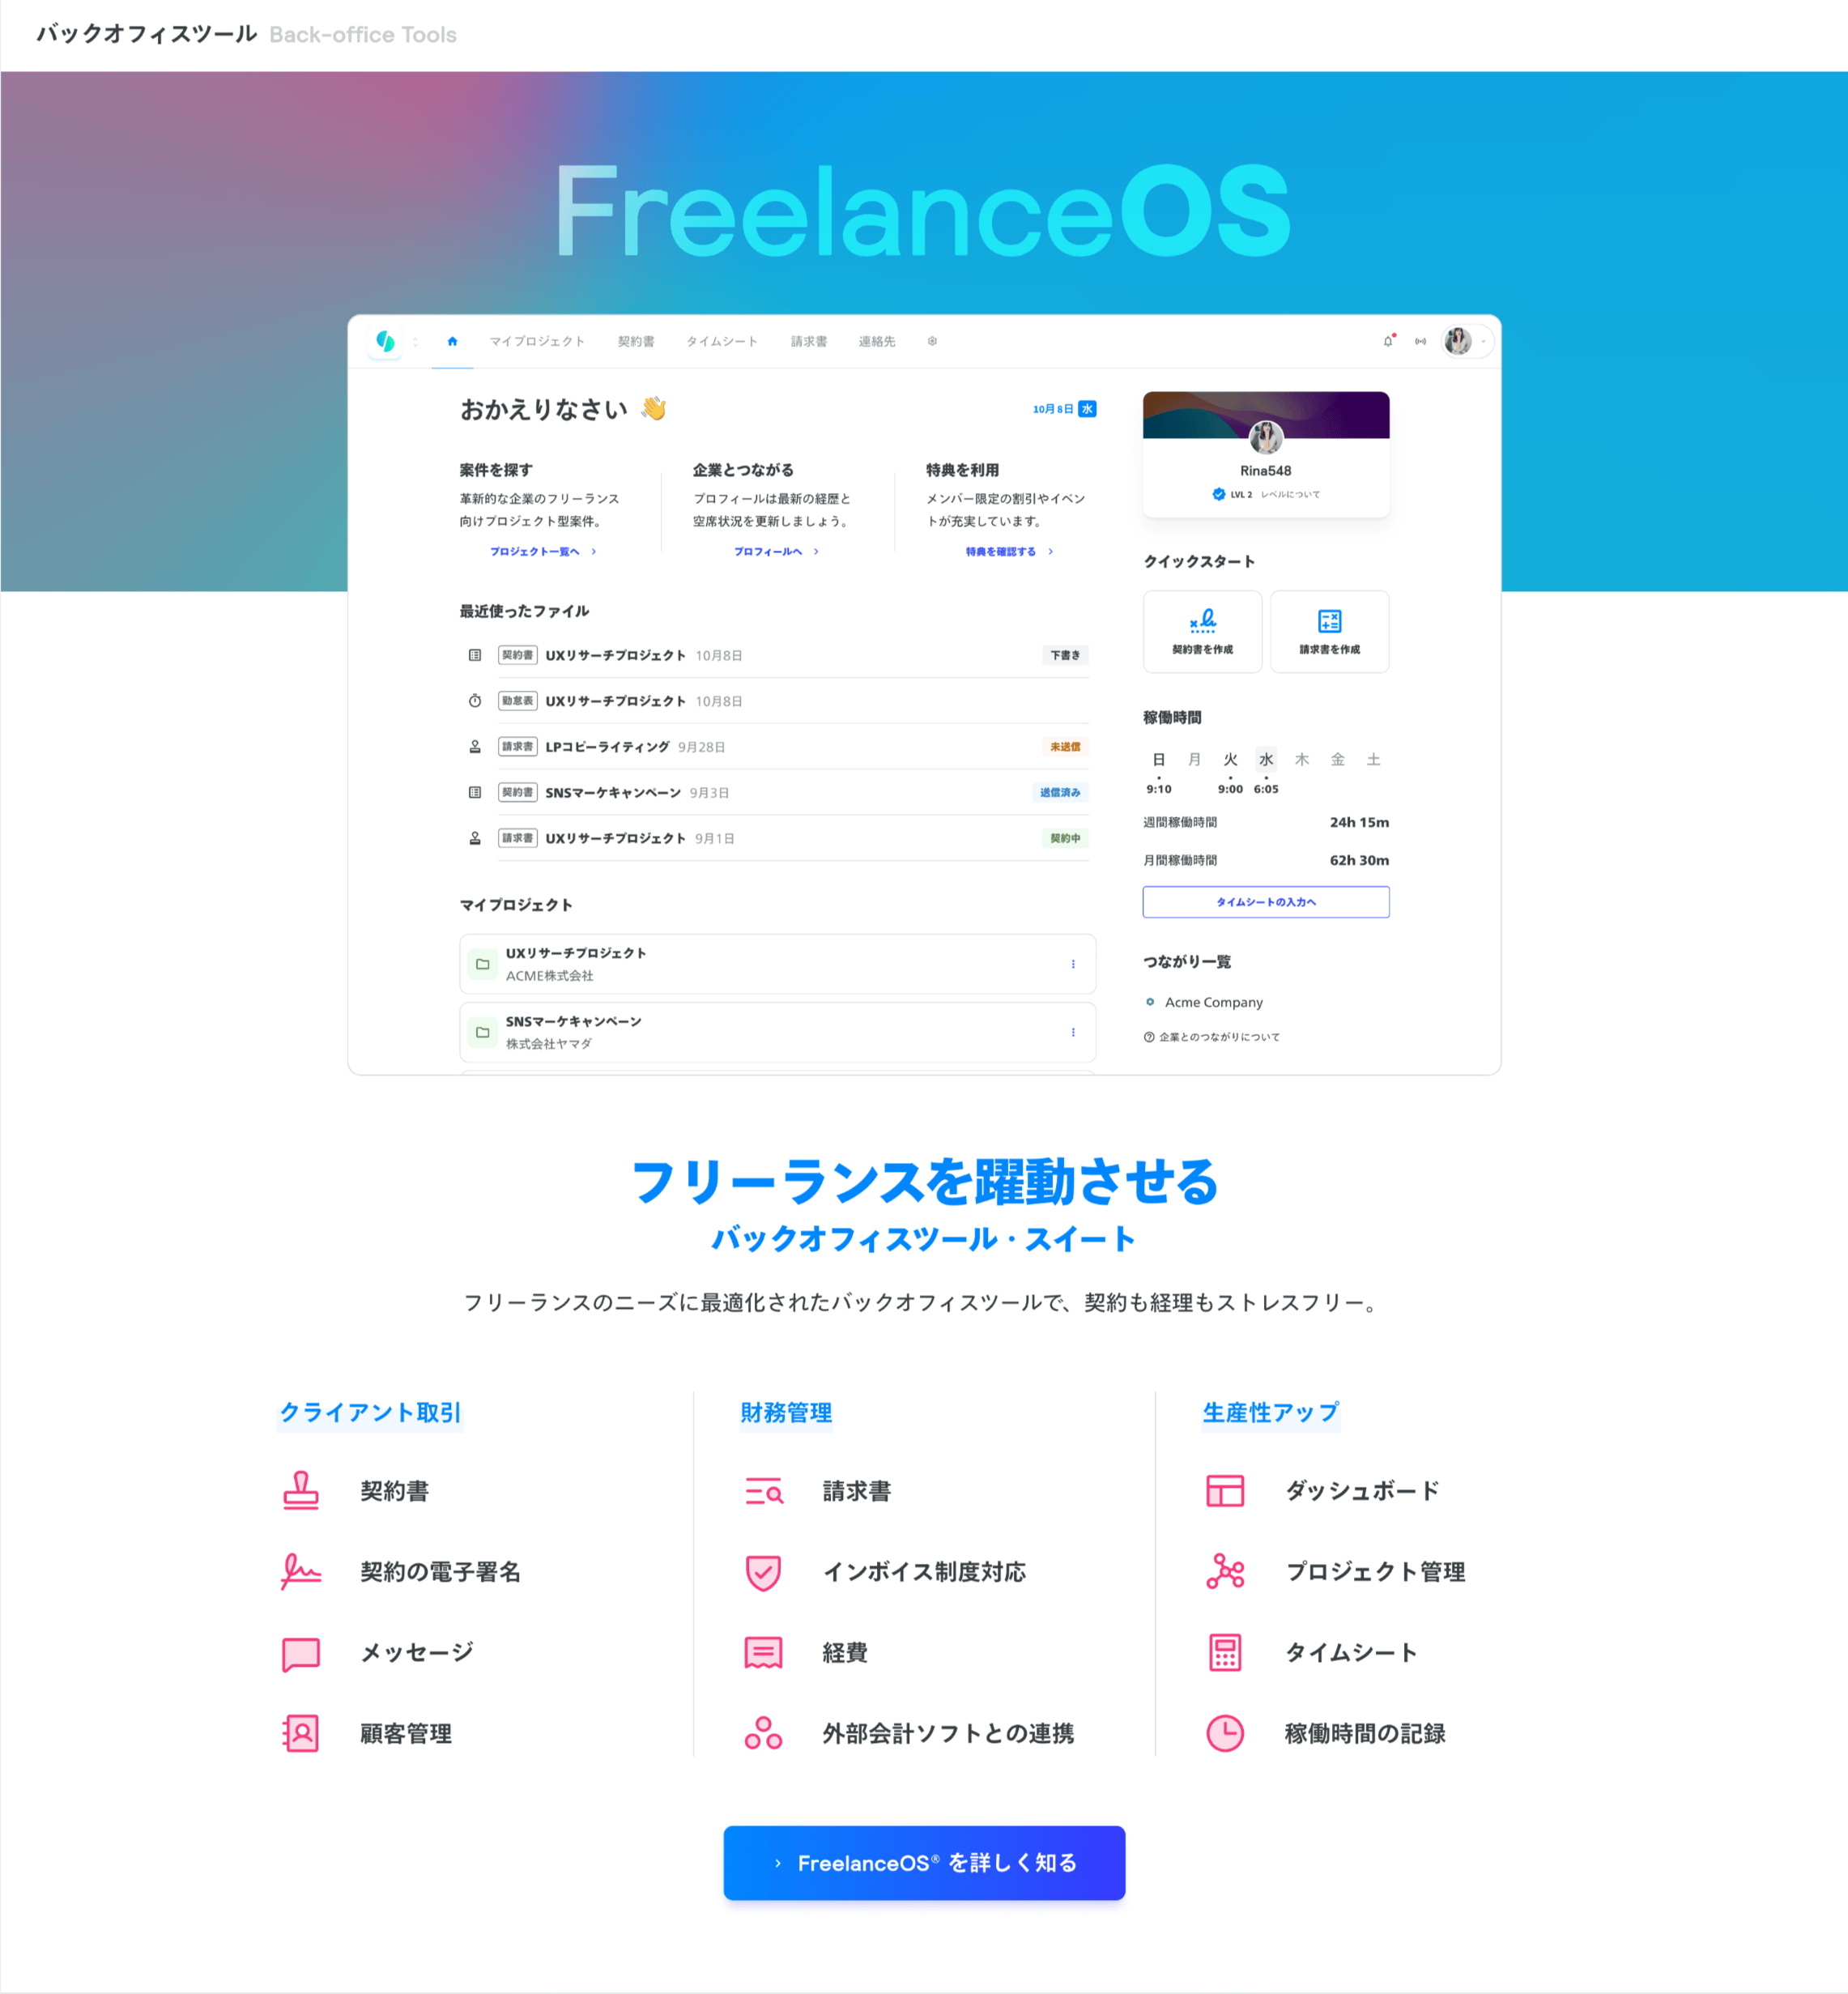 バックオフィスツール Back-office Tools
FreelanceOS
マイプロジェクト 契約書 タイムシート 請求書 連絡先
おかえりなさい 👋
10月8日 水
案件を探す
革新的な企業のフリーランス
向けプロジェクト型案件。
プロジェクト一覧へ
企業とつながる
プロフィールは最新の経歴と
空席状況を更新しましょう。
プロフィールへ
特典を利用
メンバー限定の割引やイベン
トが充実しています。
特典を確認する
最近使ったファイル
契約書 UXリサーチプロジェクト 10月8日 下書き
勤怠表 UXリサーチプロジェクト 10月8日
請求書 LPコピーライティング 9月28日 未送信
契約書 SNSマーケキャンペーン 9月3日 送信済み
請求書 UXリサーチプロジェクト 9月1日 契約中
マイプロジェクト
UXリサーチプロジェクト
ACME株式会社
SNSマーケキャンペーン
株式会社ヤマダ
Rina548
LVL 2 レベルについて
クイックスタート
契約書を作成 請求書を作成
稼働時間
日 月 火 水 木 金 土
9:10 9:00 6:05
週間稼働時間 24h 15m
月間稼働時間 62h 30m
タイムシートの入力へ
つながり一覧
Acme Company
企業とのつながりについて
フリーランスを躍動させる
バックオフィスツール・スイート
フリーランスのニーズに最適化されたバックオフィスツールで、契約も経理もストレスフリー。
クライアント取引
契約書
契約の電子署名
メッセージ
顧客管理
財務管理
請求書
インボイス制度対応
経費
外部会計ソフトとの連携
生産性アップ
ダッシュボード
プロジェクト管理
タイムシート
稼働時間の記録
FreelanceOS® を詳しく知る